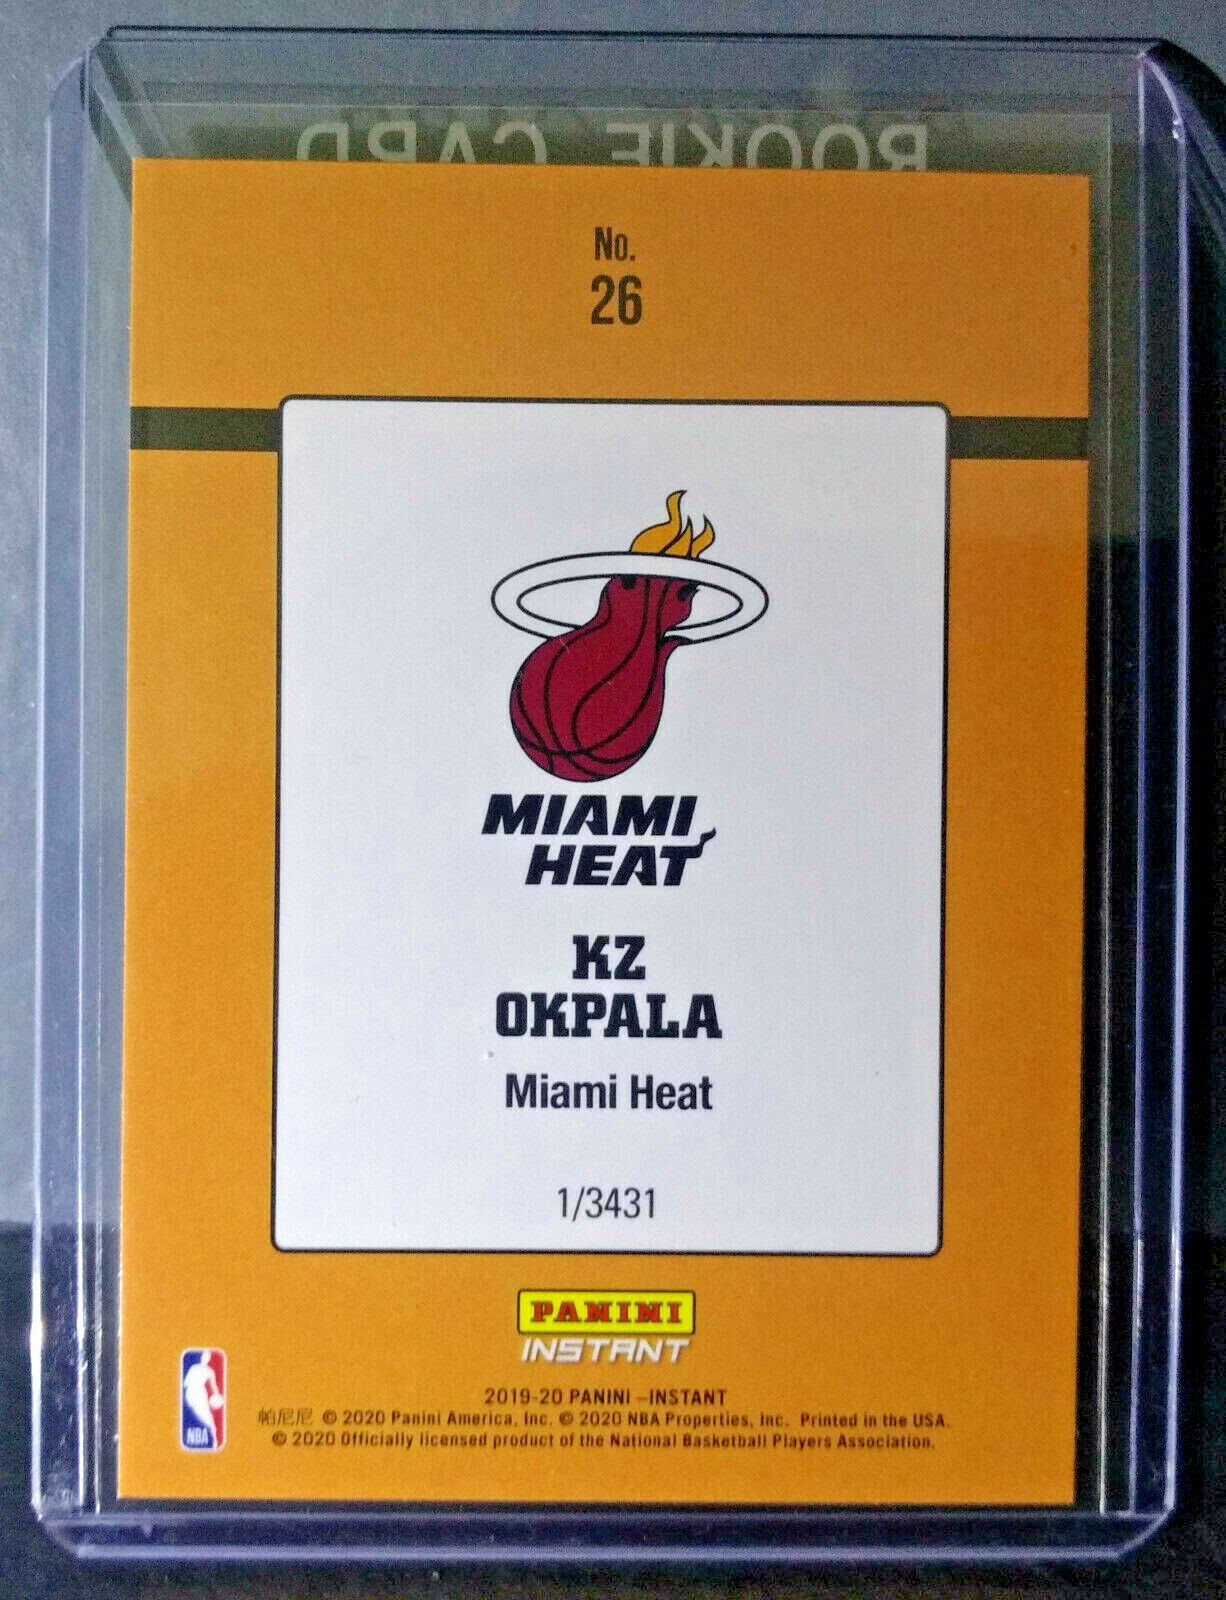 ROOKIE CARD
No.
26
MIAMI
HEAT
KZ
OKPALA
Miami Heat
1/3431
PANINI
INSTANT
2019-20 PANINI –INSTANT
帕尼尼 © 2020 Panini America, Inc. © 2020 NBA Properties, Inc. Printed in the USA.
© 2020 Officially licensed product of the National Basketball Players Association.
NBA